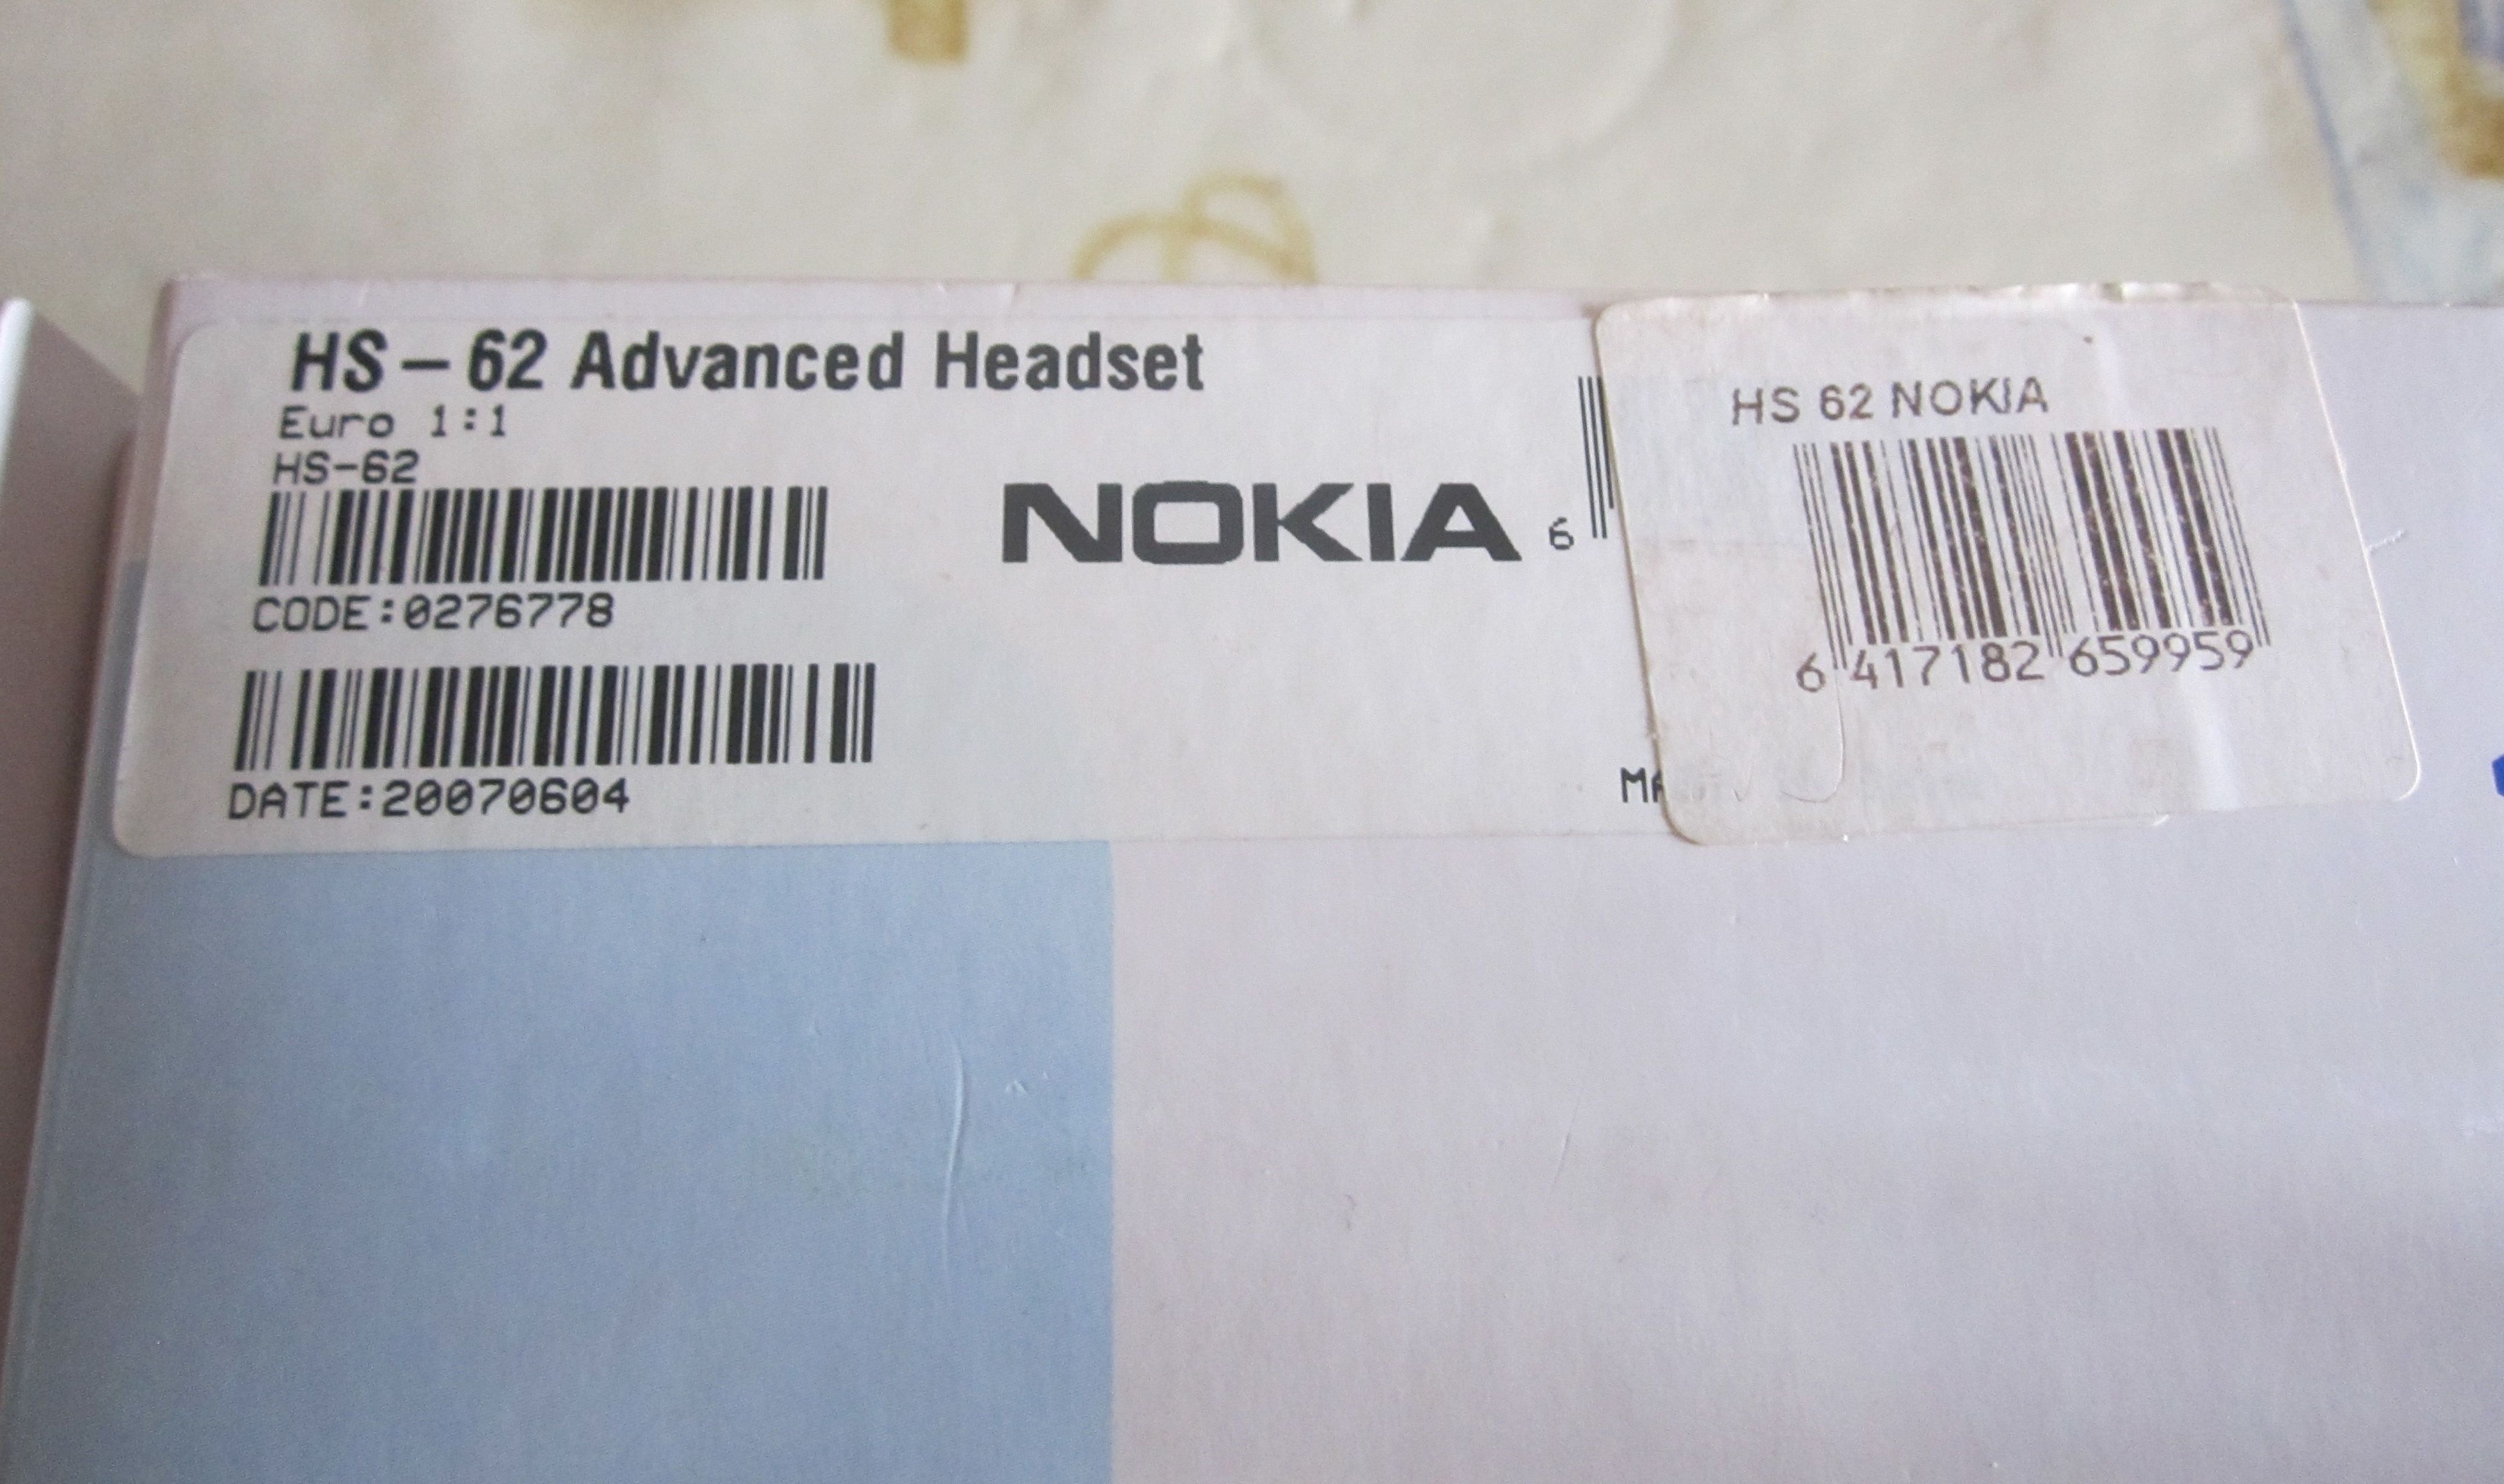 HS-62 Advanced Headset
Euro 1:1
HS-62
CODE:0276778
DATE:20070604
NOKIA
6
HS 62 NOKIA
6 417182 659959